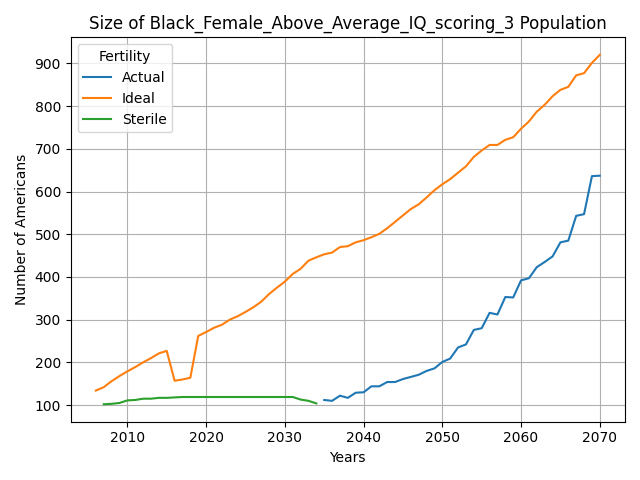 Size of Black_Female_Above_Average_IQ_scoring_3 Population
Fertility
Actual
Ideal
Sterile
Number of Americans
900
800
700
600
500
400
300
200
100
2010 2020 2030 2040 2050 2060 2070
Years